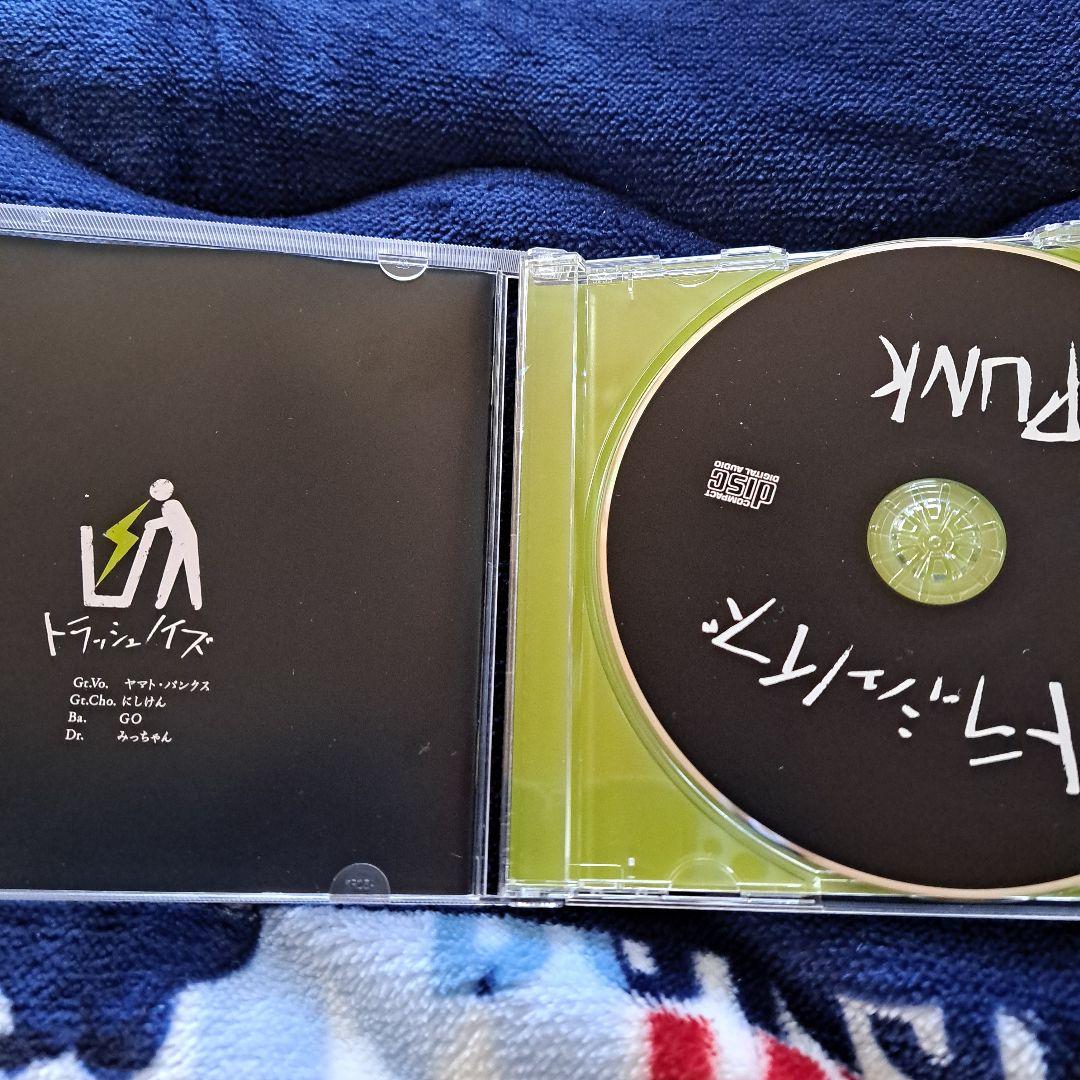 トラッシュノイズ
Gt.Vo. ヤマト・パンクス
Gt.Cho. にしけん
Ba. GO
Dr. みっちゃん
PUNK
COMPACT
disc
DIGITAL AUDIO
トラッシュノイズ